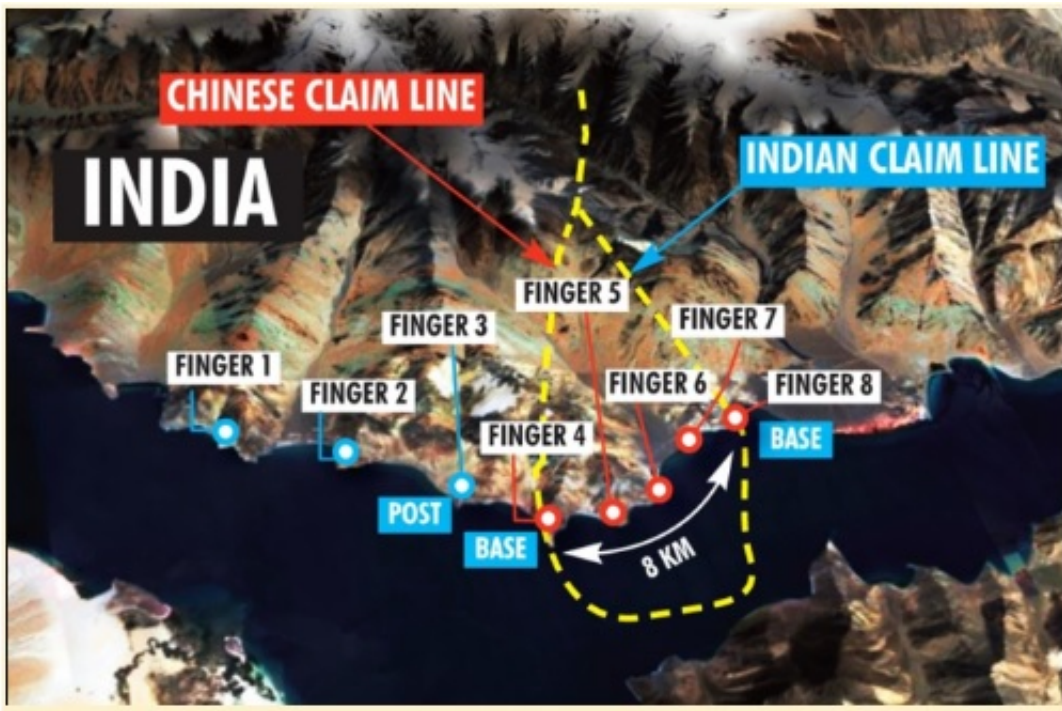 CHINESE CLAIM LINE
INDIA
INDIAN CLAIM LINE
FINGER 5
FINGER 3
FINGER 7
FINGER 1
FINGER 2
FINGER 6
FINGER 8
FINGER 4
BASE
POST
BASE
8 KM